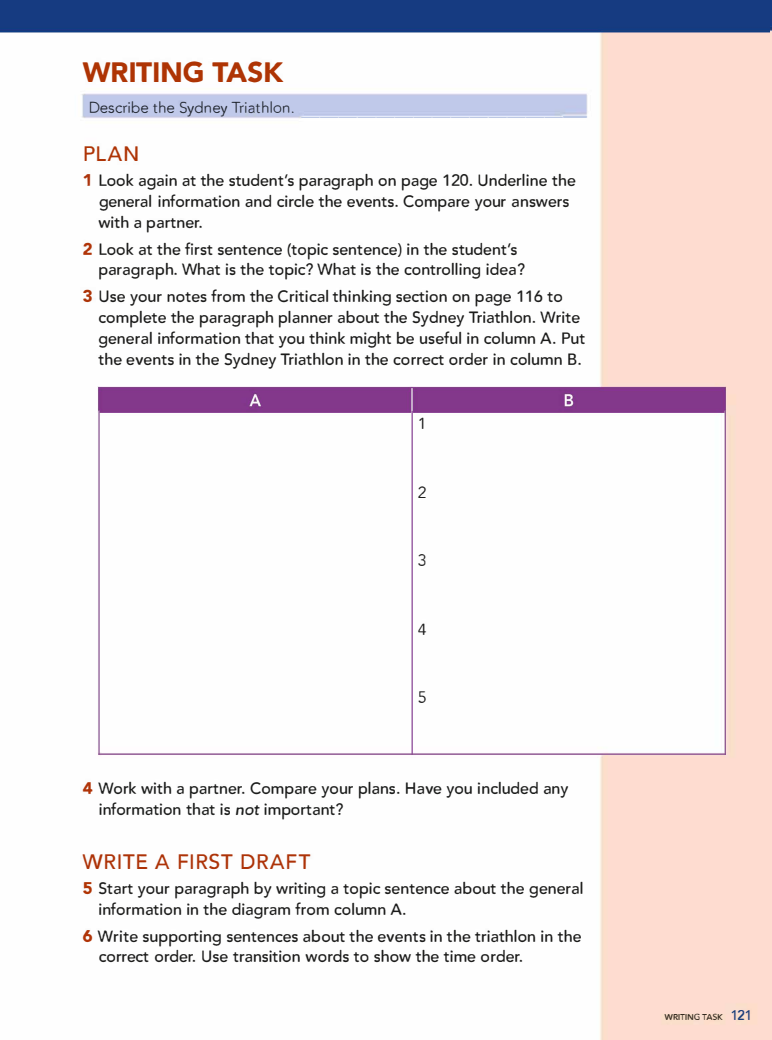 WRITING TASK
Describe the Sydney Triathlon.
PLAN
1 Look again at the student's paragraph on page 120. Underline the
general information and circle the events. Compare your answers
with a partner.
2 Look at the first sentence (topic sentence) in the student's
paragraph. What is the topic? What is the controlling idea?
3 Use your notes from the Critical thinking section on page 116 to
complete the paragraph planner about the Sydney Triathlon. Write
general information that you think might be useful in column A. Put
the events in the Sydney Triathlon in the correct order in column B.
A B
1
2
3
4
5
4 Work with a partner. Compare your plans. Have you included any
information that is not important?
WRITE A FIRST DRAFT
5 Start your paragraph by writing a topic sentence about the general
information in the diagram from column A.
6 Write supporting sentences about the events in the triathlon in the
correct order. Use transition words to show the time order.
WRITING TASK 121